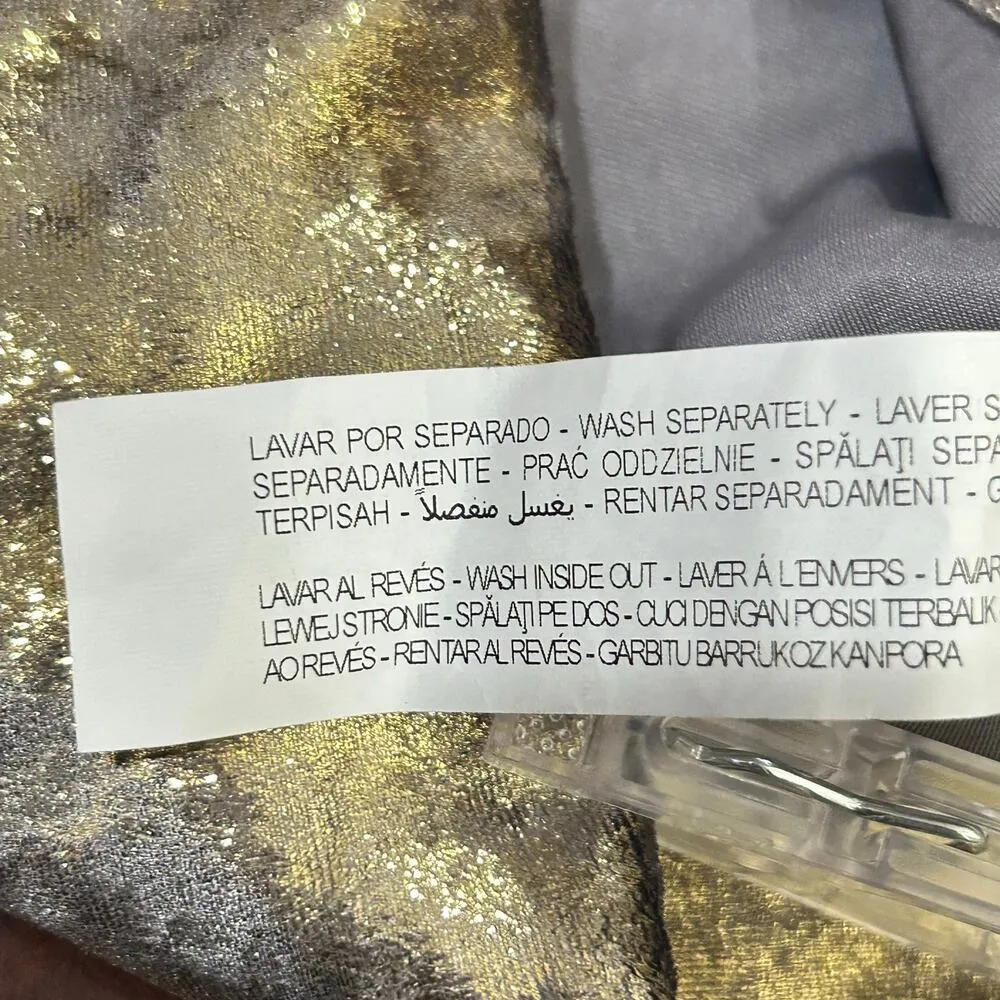 LAVAR POR SEPARADO - WASH SEPARATELY - LAVER S
SEPARADAMENTE - PRAĆ ODDZIELNIE - SPĂLAŢI SEPA
TERPISAH - يغسل منفصلاً - RENTAR SEPARADAMENT - G
LAVAR AL REVÉS - WASH INSIDE OUT - LAVER Á L'ENVERS - LAVAR
LEWEJ STRONIE - SPĂLAŢI PE DOS - CUCI DENGAN POSISI TERBALIK
AO REVÉS - RENTAR AL REVÉS - GARBITU BARRUKOZ KANPORA